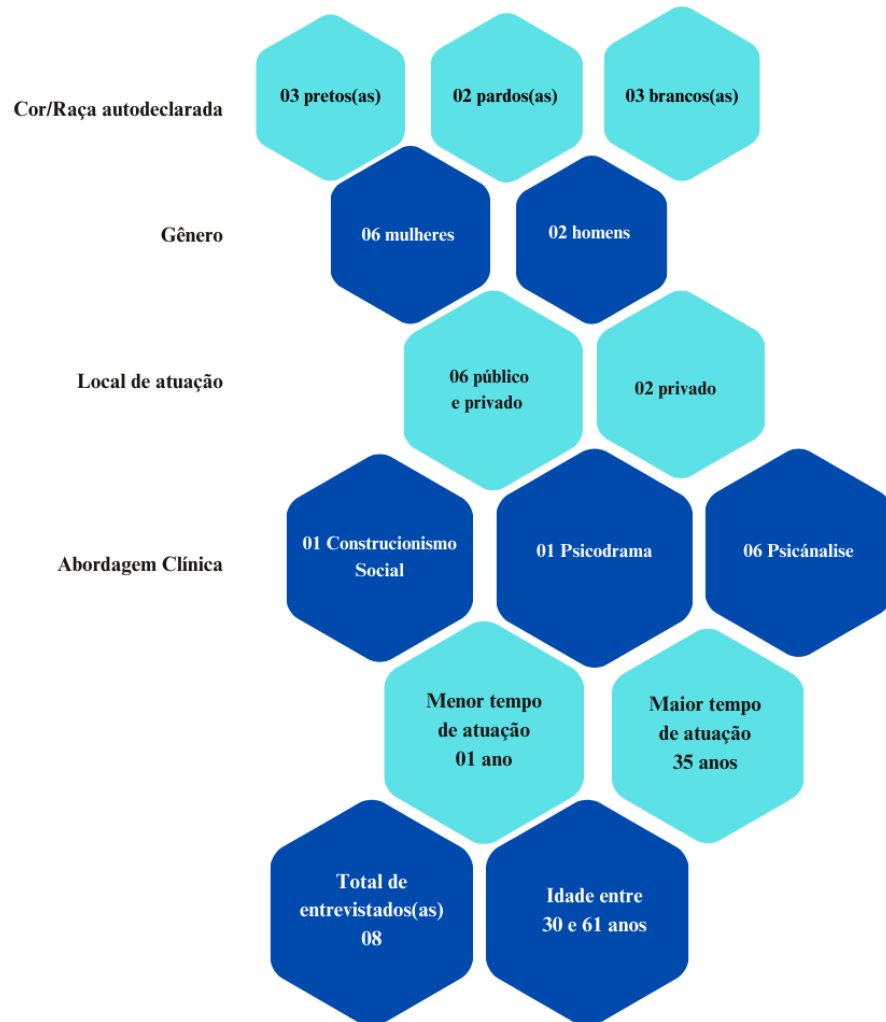 Cor/Raça autodeclarada
03 pretos(as)
02 pardos(as)
03 brancos(as)
Gênero
06 mulheres
02 homens
Local de atuação
06 público
e privado
02 privado
Abordagem Clínica
01 Construcionismo
Social
01 Psicodrama
06 Psicánalise
Menor tempo
de atuação
01 ano
Maior tempo
de atuação
35 anos
Total de
entrevistados(as)
08
Idade entre
30 e 61 anos